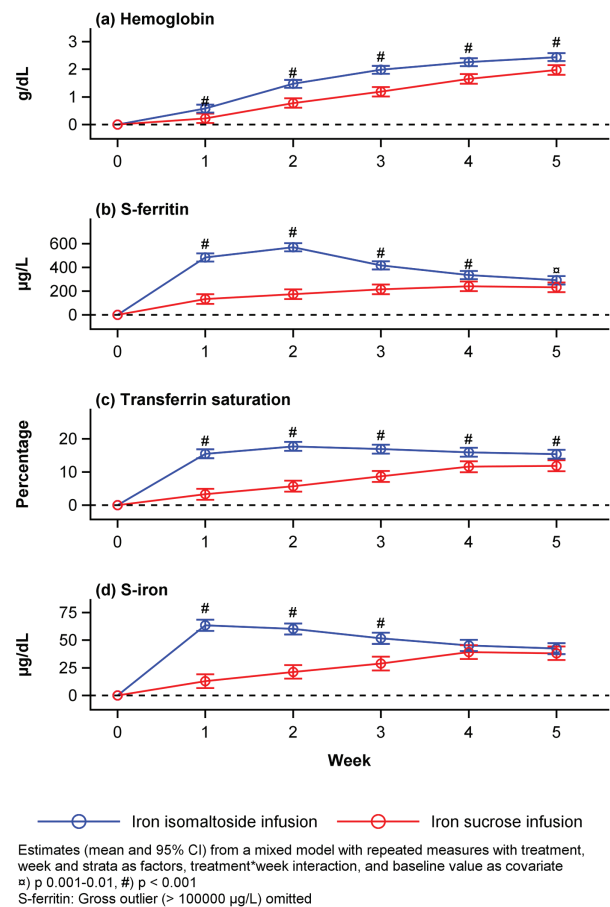 (a) Hemoglobin
g/dL
3
2
1
0
#
#
#
#
#
0 1 2 3 4 5
(b) S-ferritin
µg/L
600
400
200
0
#
#
#
#
¤
0 1 2 3 4 5
(c) Transferrin saturation
Percentage
20
10
0
#
#
#
#
#
0 1 2 3 4 5
(d) S-iron
µg/dL
75
50
25
0
#
#
#
0 1 2 3 4 5
Week
Iron isomaltoside infusion Iron sucrose infusion
Estimates (mean and 95% CI) from a mixed model with repeated measures with treatment,
week and strata as factors, treatment*week interaction, and baseline value as covariate
¤) p 0.001-0.01, #) p < 0.001
S-ferritin: Gross outlier (> 100000 µg/L) omitted